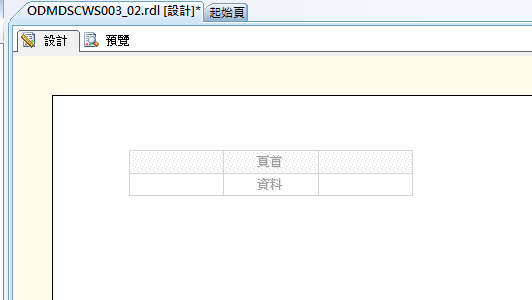 ODMDSCWS003_02.rdl [設計]* 起始頁
設計 預覽
頁首
資料